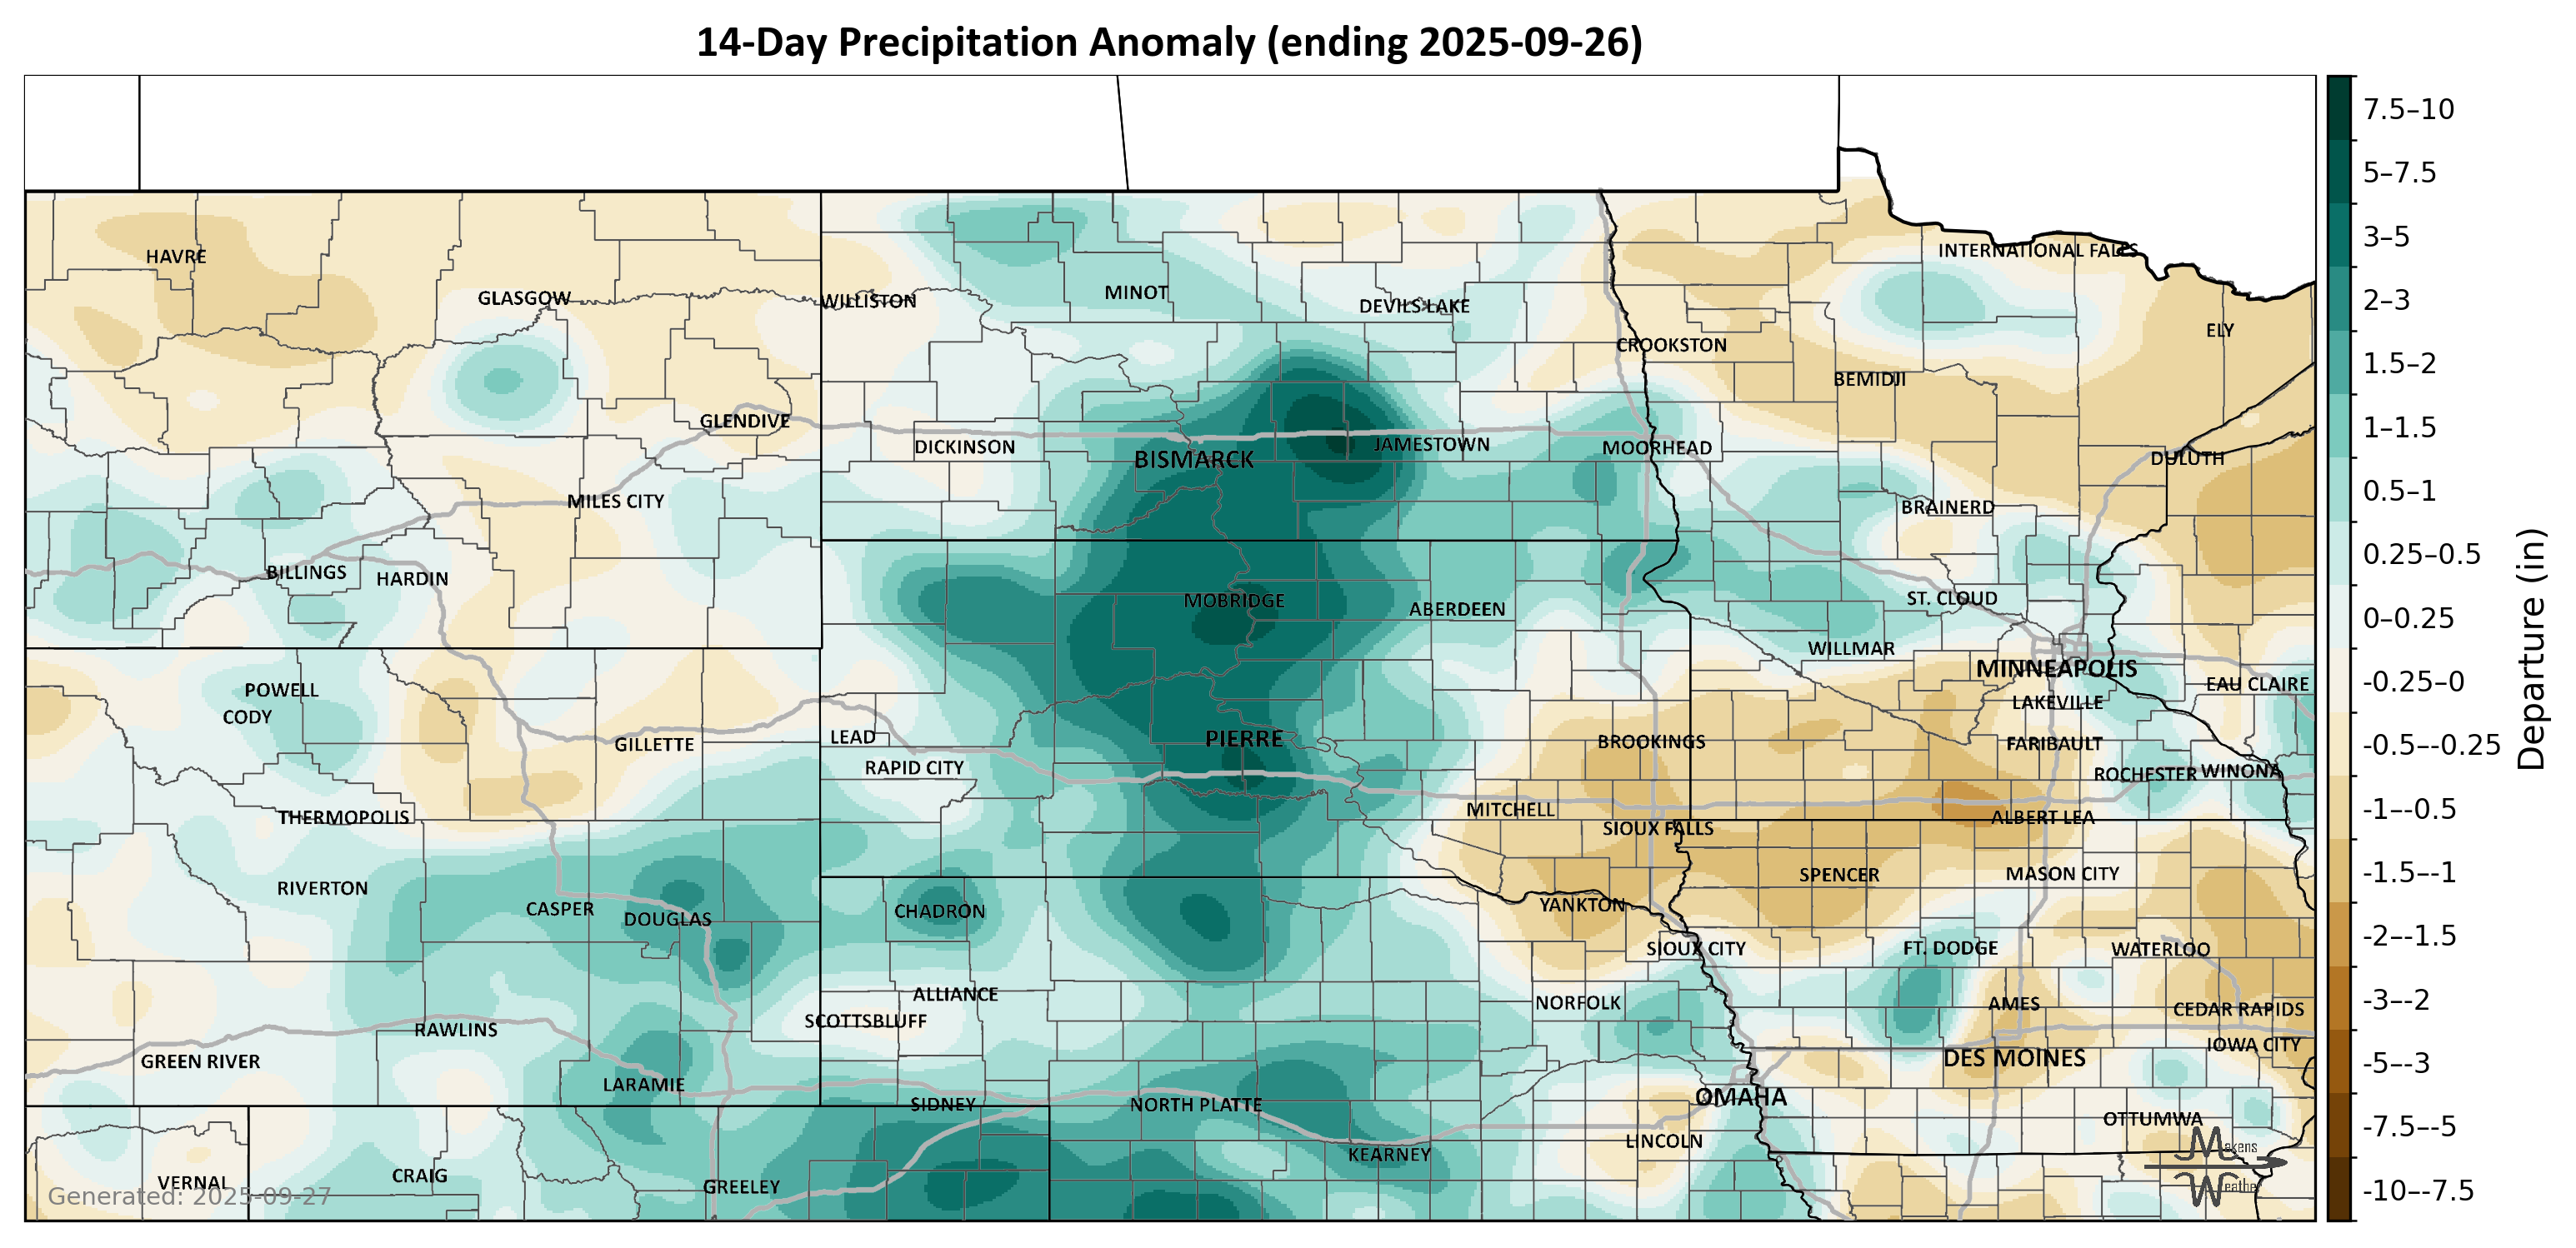 14-Day Precipitation Anomaly (ending 2025-09-26)
HAVRE
GLASGOW
WILLISTON
MINOT
DEVILS LAKE
INTERNATIONAL FALLS
ELY
CROOKSTON
BEMIDJI
GLENDIVE
DICKINSON
BISMARCK
JAMESTOWN
MOORHEAD
DULUTH
MILES CITY
BRAINERD
BILLINGS
HARDIN
MOBRIDGE
ABERDEEN
ST. CLOUD
WILLMAR
MINNEAPOLIS
EAU CLAIRE
POWELL
CODY
LAKEVILLE
GILLETTE
LEAD
PIERRE
BROOKINGS
FARIBAULT
RAPID CITY
ROCHESTER
WINONA
THERMOPOLIS
MITCHELL
ALBERT LEA
SIOUX FALLS
RIVERTON
SPENCER
MASON CITY
CASPER
DOUGLAS
CHADRON
YANKTON
SIOUX CITY
FT. DODGE
WATERLOO
ALLIANCE
NORFOLK
AMES
CEDAR RAPIDS
SCOTTSBLUFF
RAWLINS
IOWA CITY
GREEN RIVER
DES MOINES
LARAMIE
OMAHA
SIDNEY
NORTH PLATTE
OTTUMWA
LINCOLN
KEARNEY
VERNAL
CRAIG
GREELEY
Generated: 2025-09-27
Makens
Weather
7.5–10
5–7.5
3–5
2–3
1.5–2
1–1.5
0.5–1
0.25–0.5
0–0.25
-0.25–0
-0.5–-0.25
-1–-0.5
-1.5–-1
-2–-1.5
-3–-2
-5–-3
-7.5–-5
-10–-7.5
Departure (in)